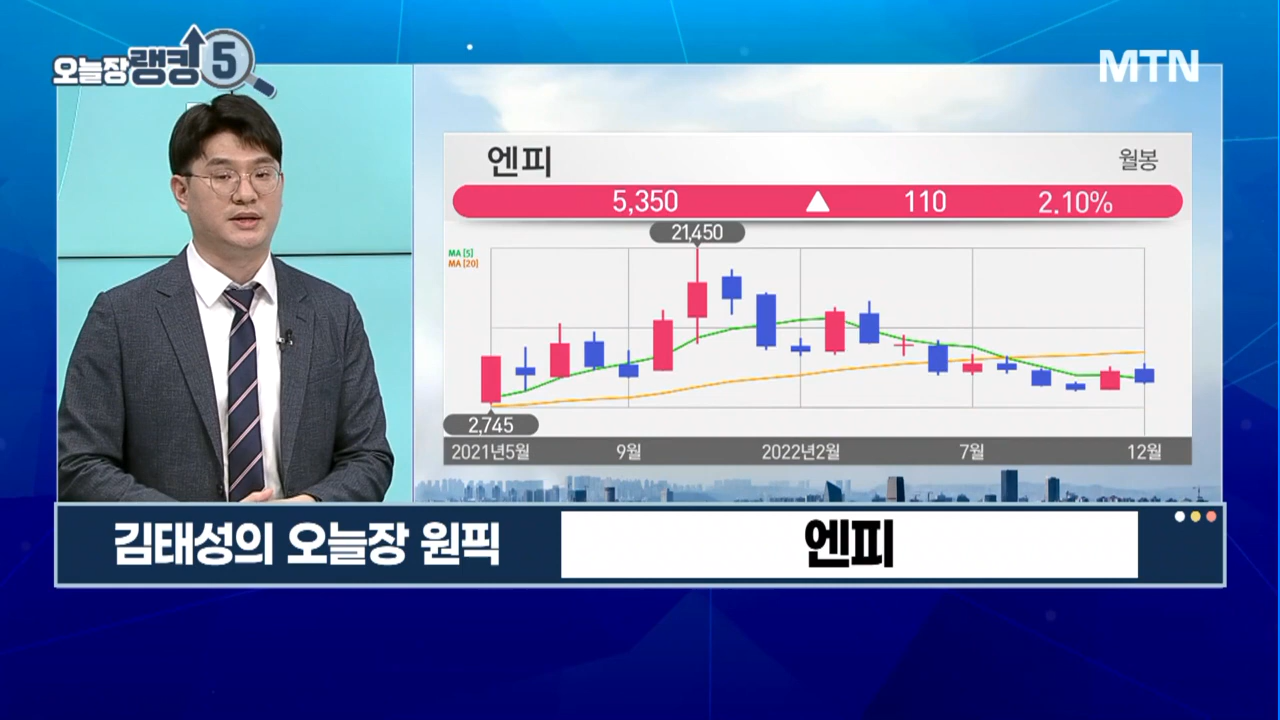 오늘장랭킹5
MTN
엔피
월봉
5,350 ▲ 110 2.10%
21,450
MA [5]
MA [20]
2,745
2021년5월 9월 2022년2월 7월 12월
김태성의 오늘장 원픽
엔피